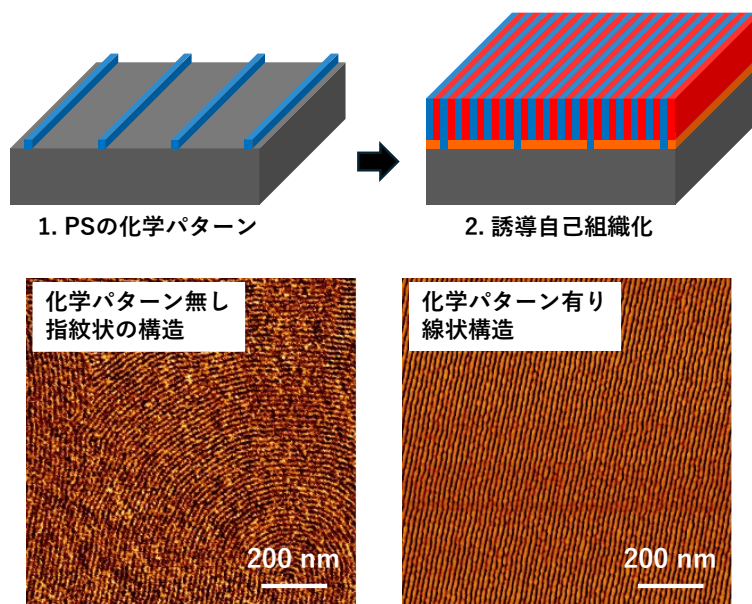 1. PSの化学パターン
2. 誘導自己組織化
化学パターン無し
指紋状の構造
200 nm
化学パターン有り
線状構造
200 nm